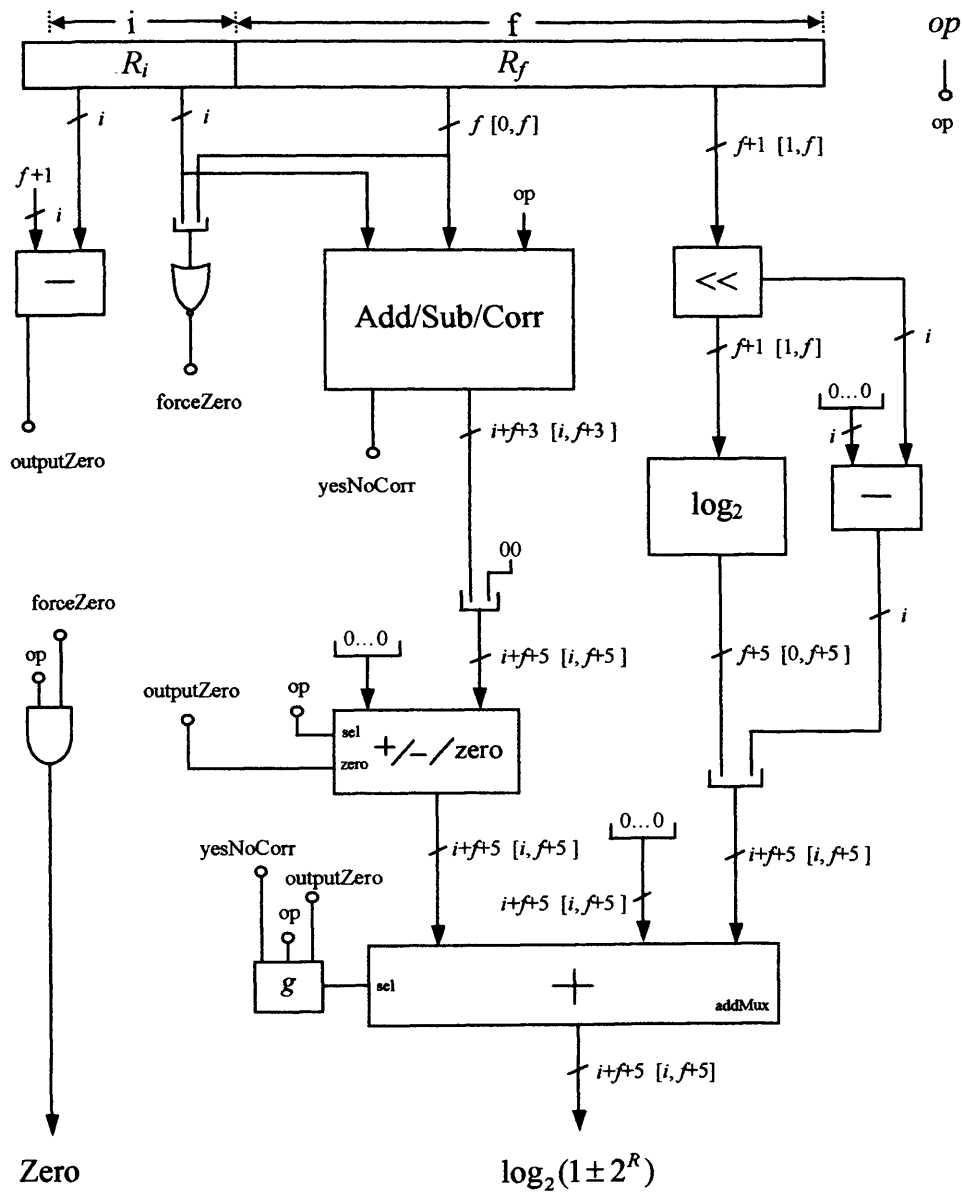 i f op
R_i R_f
i i f [0, f] f+1 [1, f] op
f+1
i
op
− Add/Sub/Corr <<
i
f+1 [1, f]
forceZero
0...0
outputZero
yesNoCorr
i+f+3 [i, f+3]
i
log₂ −
00
forceZero
op
0...0
i+f+5 [i, f+5]
f+5 [0, f+5]
i
outputZero
op
sel
zero
+/−/zero
0...0
yesNoCorr
outputZero
op
i+f+5 [i, f+5]
i+f+5 [i, f+5]
i+f+5 [i, f+5]
g
sel
+
addMux
i+f+5 [i, f+5]
Zero
log₂(1 ± 2^R)